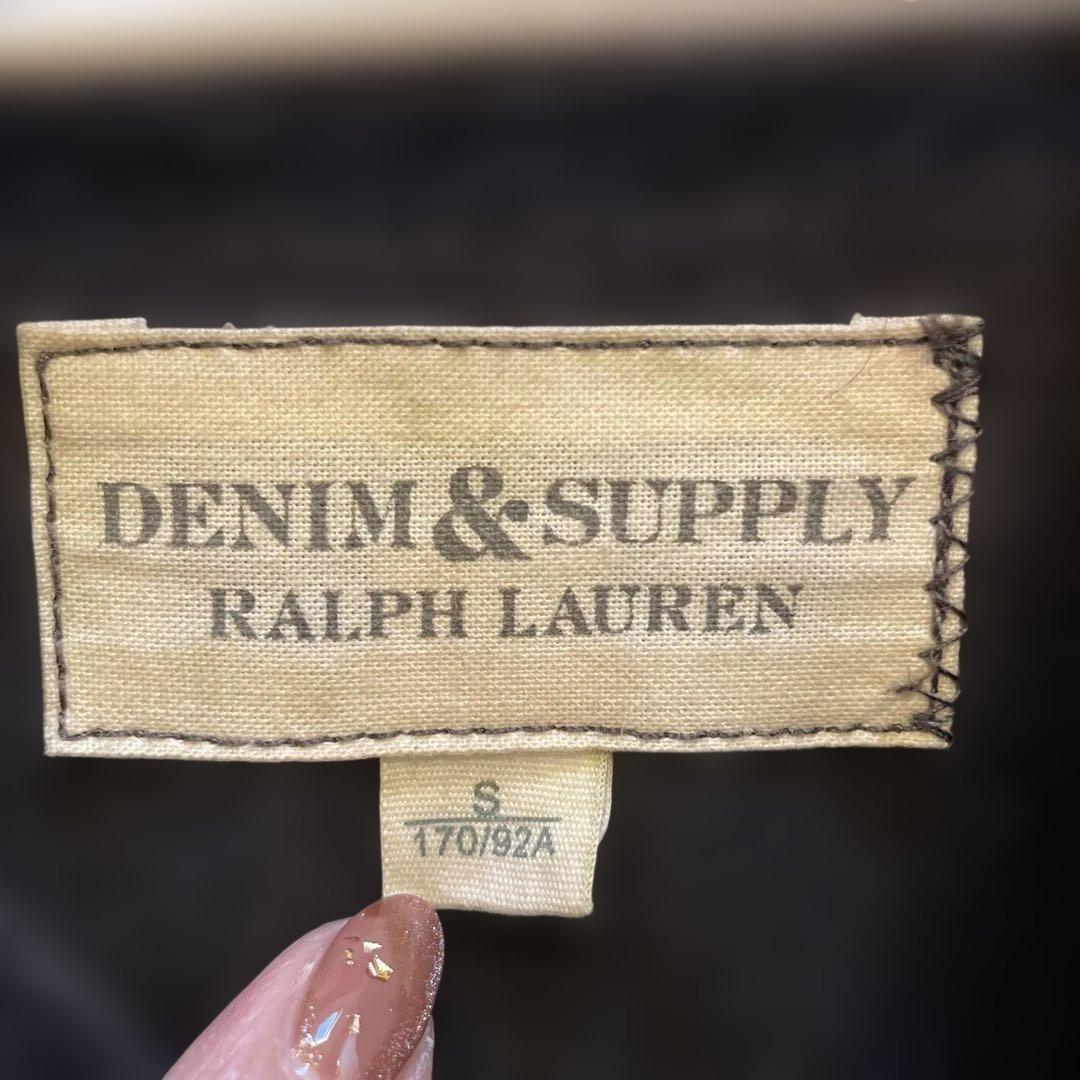 DENIM & SUPPLY
RALPH LAUREN
S
170/92A